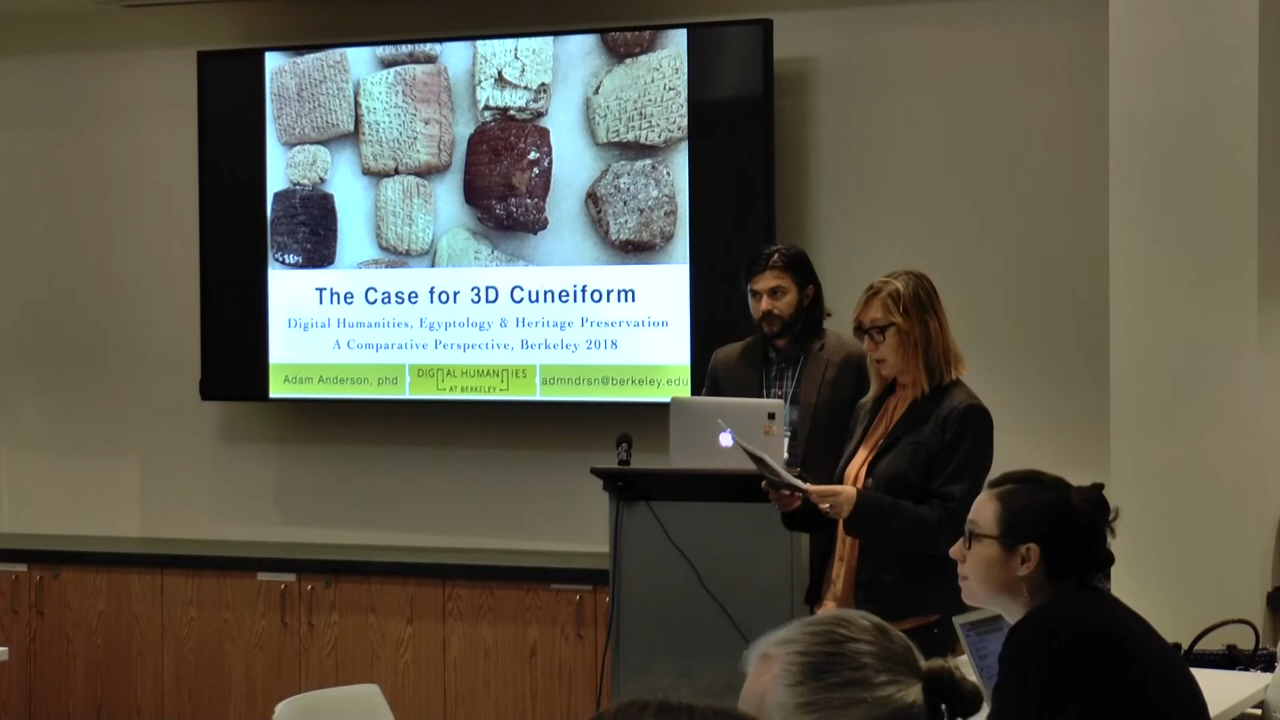 The Case for 3D Cuneiform
Digital Humanities, Egyptology & Heritage Preservation
A Comparative Perspective, Berkeley 2018
Adam Anderson, phd
DIGITAL HUMANITIES
AT BERKELEY
admndrsn@berkeley.edu